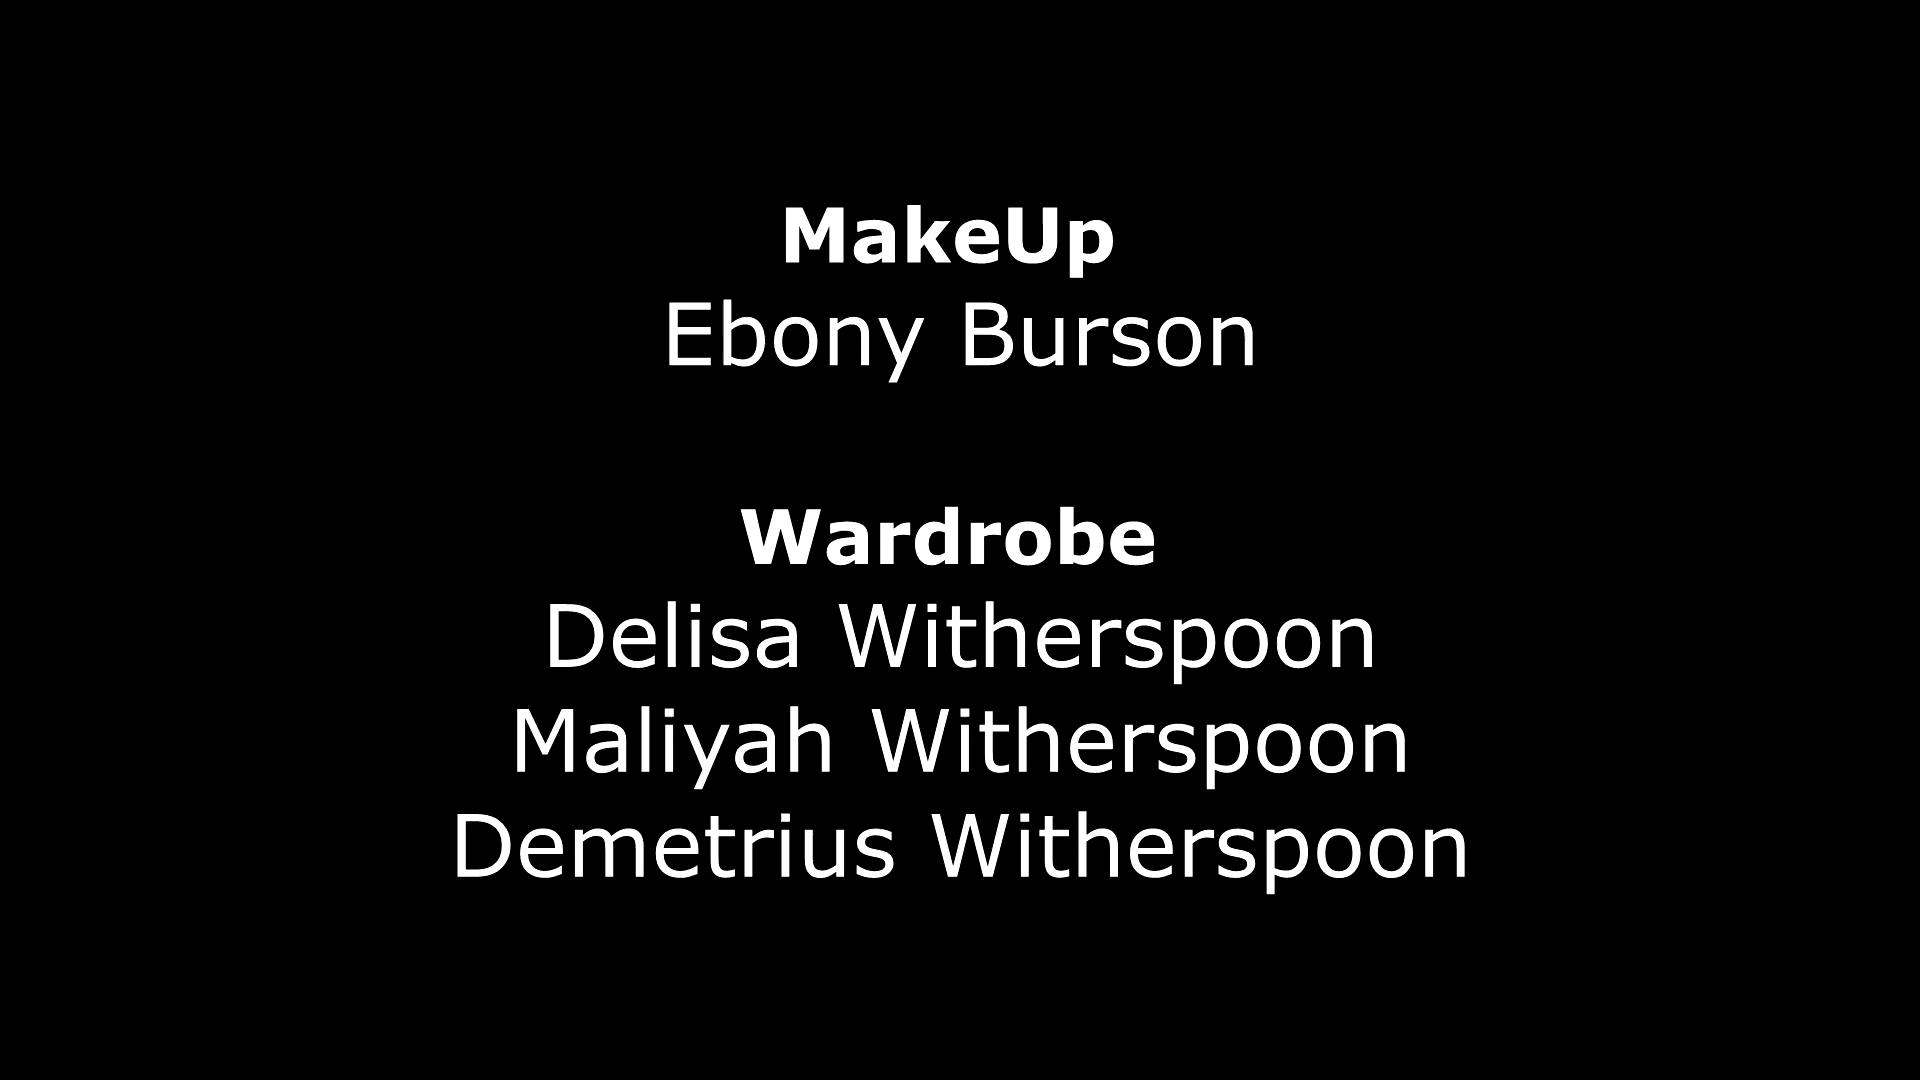 MakeUp
Ebony Burson
Wardrobe
Delisa Witherspoon
Maliyah Witherspoon
Demetrius Witherspoon